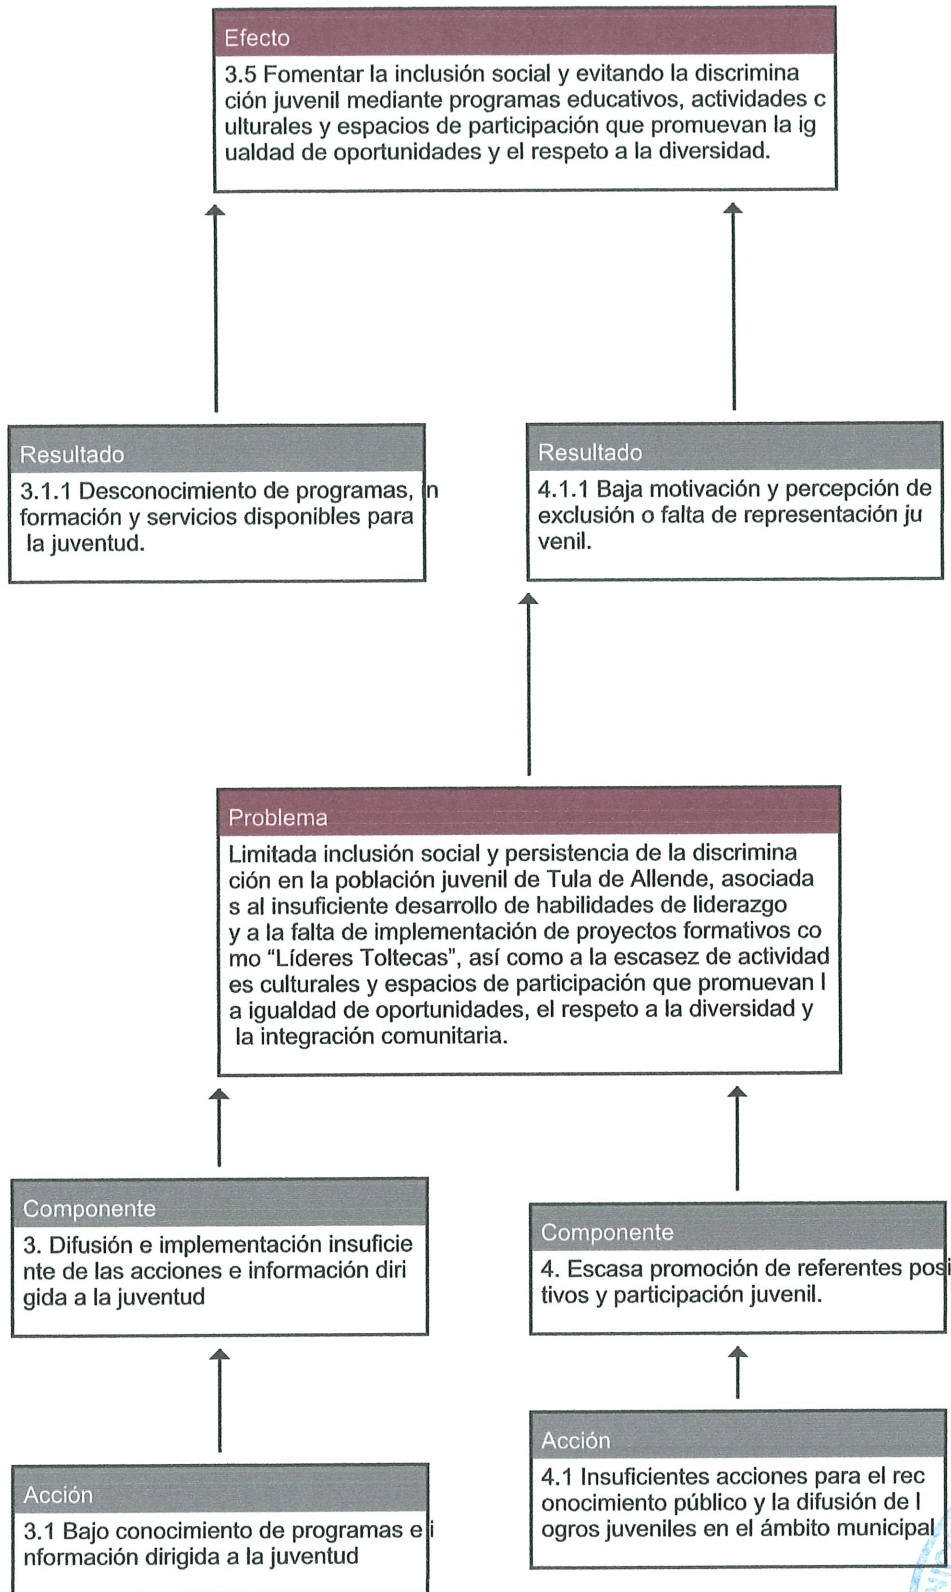 Efecto
3.5 Fomentar la inclusión social y evitando la discrimina
ción juvenil mediante programas educativos, actividades c
ulturales y espacios de participación que promuevan la ig
ualdad de oportunidades y el respeto a la diversidad.
Resultado
3.1.1 Desconocimiento de programas, in
formación y servicios disponibles para
la juventud.
Resultado
4.1.1 Baja motivación y percepción de
exclusión o falta de representación ju
venil.
Problema
Limitada inclusión social y persistencia de la discrimina
ción en la población juvenil de Tula de Allende, asociada
s al insuficiente desarrollo de habilidades de liderazgo
y a la falta de implementación de proyectos formativos co
mo “Líderes Toltecas”, así como a la escasez de actividad
es culturales y espacios de participación que promuevan l
a igualdad de oportunidades, el respeto a la diversidad y
la integración comunitaria.
Componente
3. Difusión e implementación insuficie
nte de las acciones e información diri
gida a la juventud
Componente
4. Escasa promoción de referentes posi
tivos y participación juvenil.
Acción
3.1 Bajo conocimiento de programas e i
nformación dirigida a la juventud
Acción
4.1 Insuficientes acciones para el rec
onocimiento público y la difusión de l
ogros juveniles en el ámbito municipal